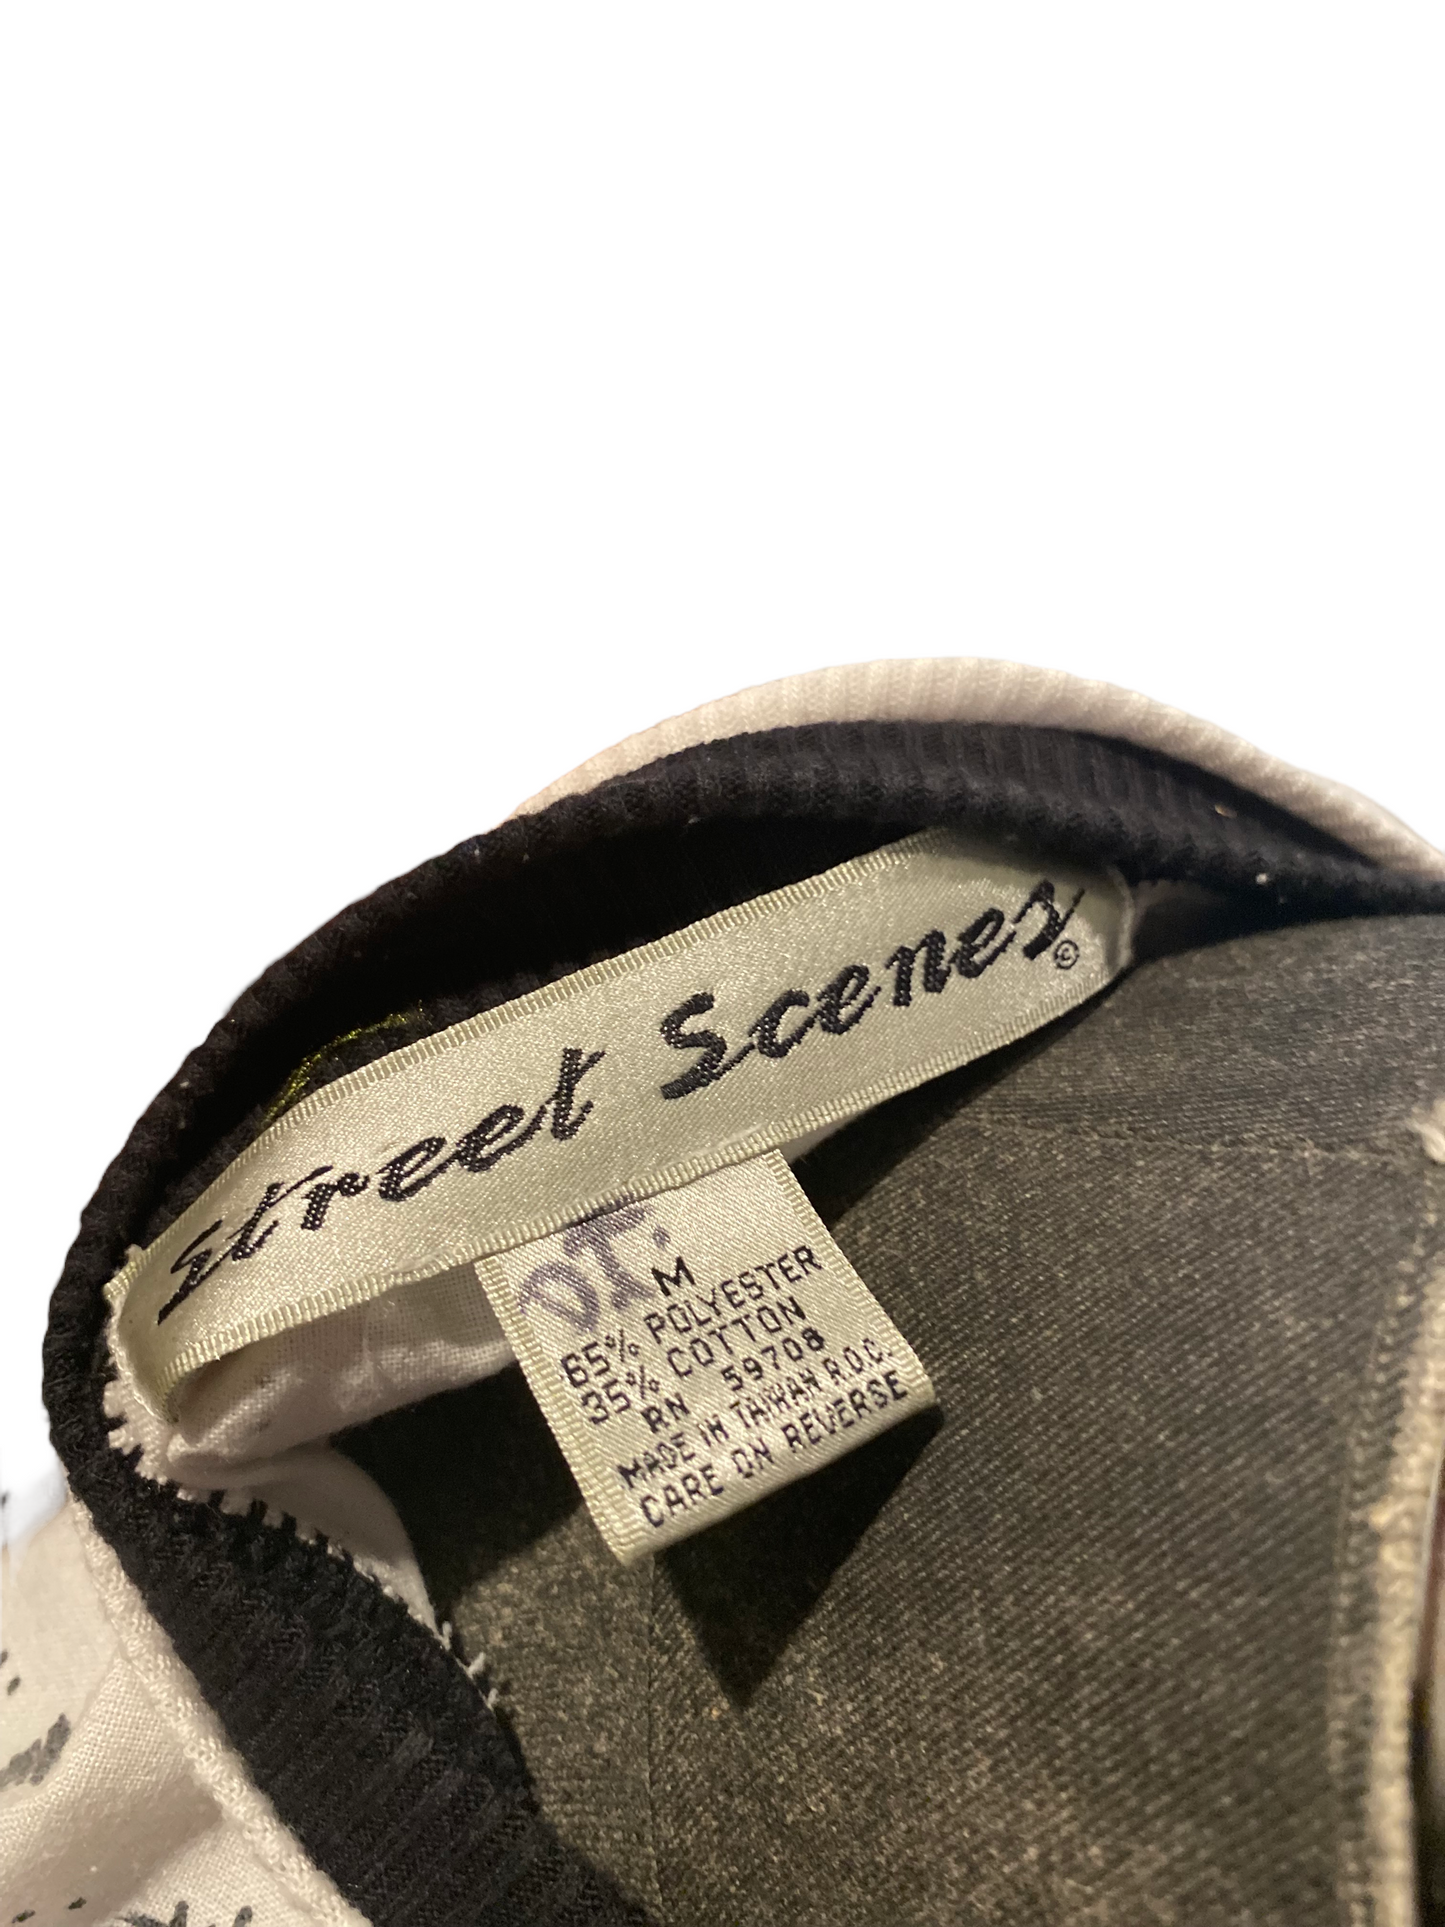 Street Scenes ©
DT.
M
65% POLYESTER
35% COTTON
RN 59708
MADE IN TAIWAN R.O.C.
CARE ON REVERSE